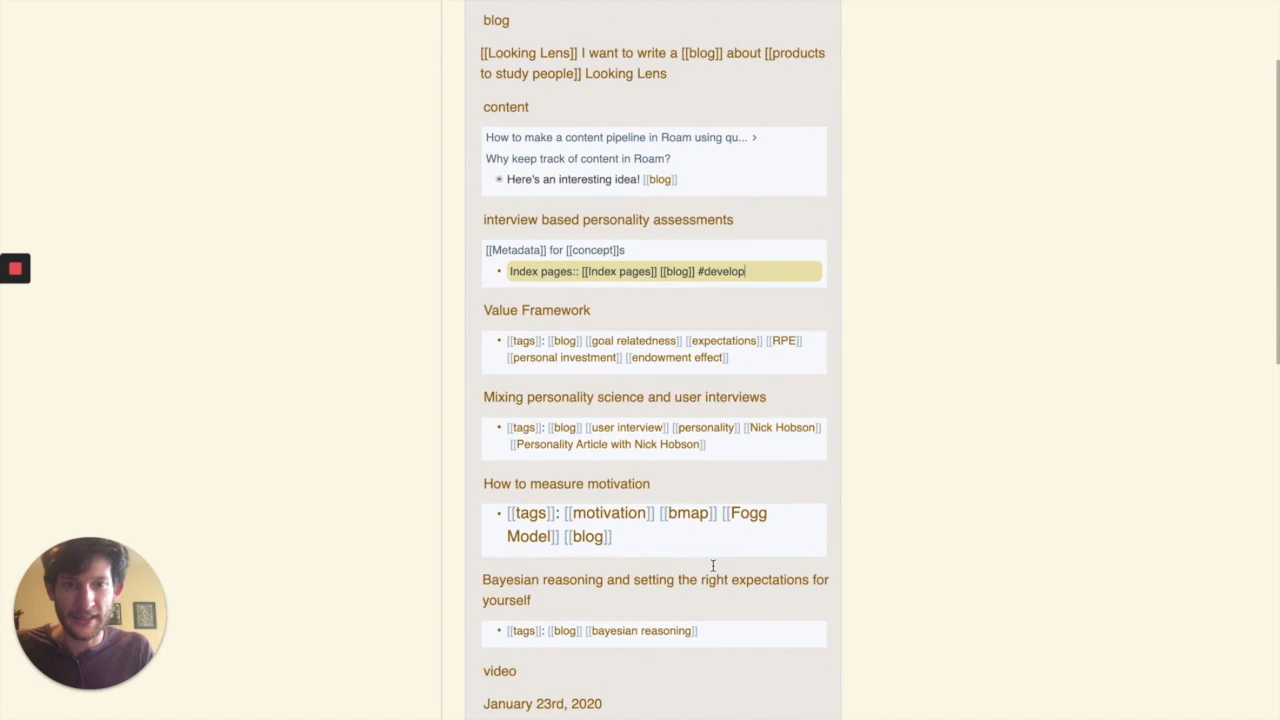 blog
[[Looking Lens]] I want to write a [[blog]] about [[products
to study people]] Looking Lens
content
How to make a content pipeline in Roam using qu... >
Why keep track of content in Roam?
Here's an interesting idea! [[blog]]
interview based personality assessments
[[Metadata]] for [[concept]]s
Index pages:: [[Index pages]] [[blog]] #develop
Value Framework
[[tags]]: [[blog]] [[goal relatedness]] [[expectations]] [[RPE]]
[[personal investment]] [[endowment effect]]
Mixing personality science and user interviews
[[tags]]: [[blog]] [[user interview]] [[personality]] [[Nick Hobson]]
[[Personality Article with Nick Hobson]]
How to measure motivation
[[tags]]: [[motivation]] [[bmap]] [[Fogg
Model]] [[blog]]
Bayesian reasoning and setting the right expectations for
yourself
[[tags]]: [[blog]] [[bayesian reasoning]]
video
January 23rd, 2020